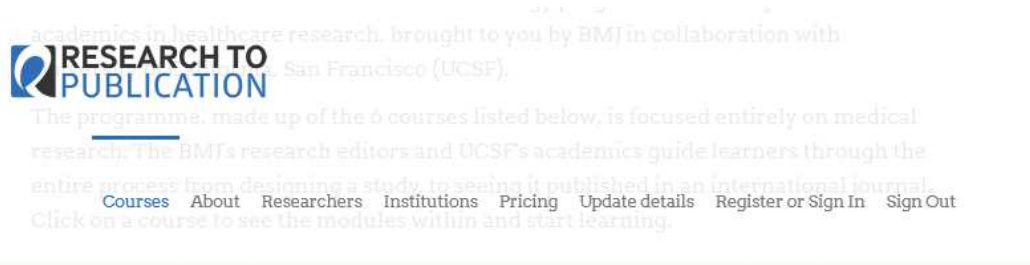 academics in healthcare research, brought to you by BMJ in collaboration with
RESEARCH TO
PUBLICATION
San Francisco (UCSF).
The programme, made up of the 6 courses listed below, is focused entirely on medical
research. The BMJ's research editors and UCSF's academics guide learners through the
entire process from designing a study, to seeing it published in an international journal.
Courses About Researchers Institutions Pricing Update details Register or Sign In Sign Out
Click on a course to see the modules within and start learning.